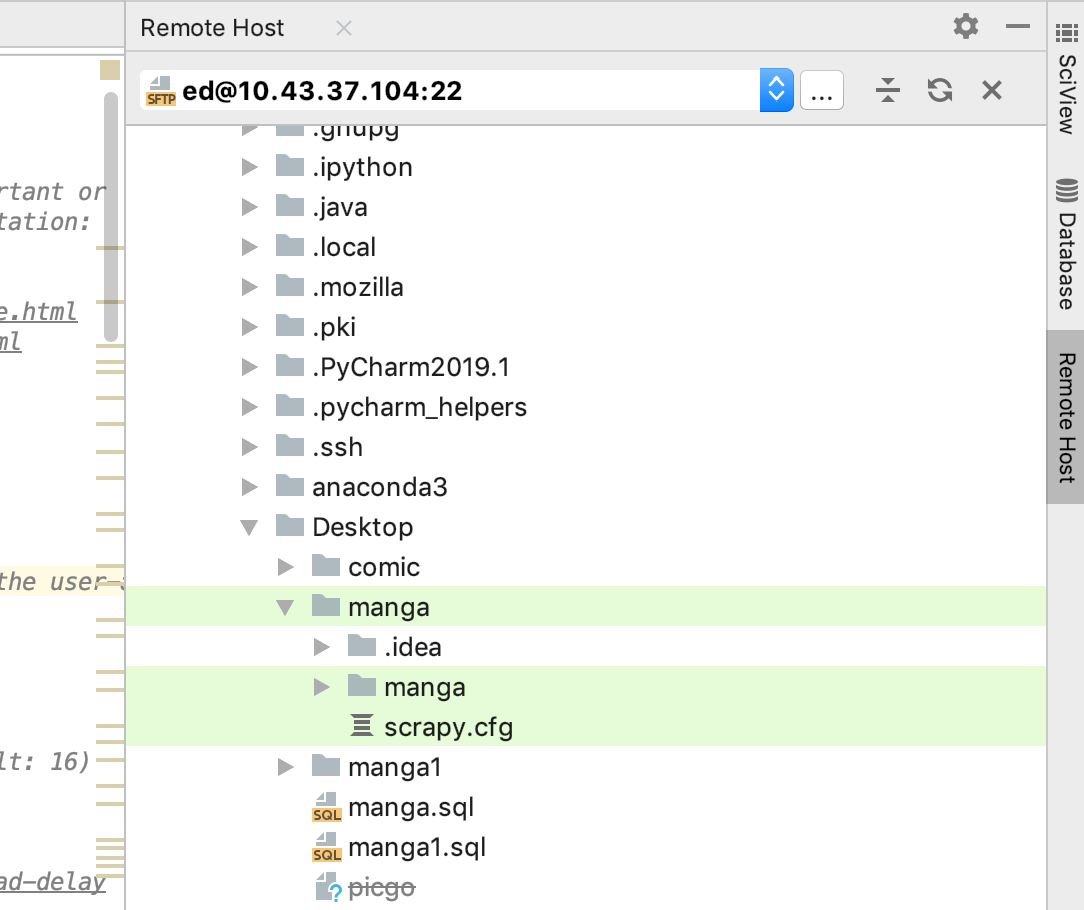 Remote Host
SFTP ed@10.43.37.104:22
...
.gnupg
.ipython
.java
.local
.mozilla
.pki
.PyCharm2019.1
.pycharm_helpers
.ssh
anaconda3
Desktop
comic
manga
.idea
manga
scrapy.cfg
manga1
SQL manga.sql
SQL manga1.sql
? picgo
rtant or
tation:
e.html
ml
the user-a
lt: 16)
ad-delay
SciView
Database
Remote Host